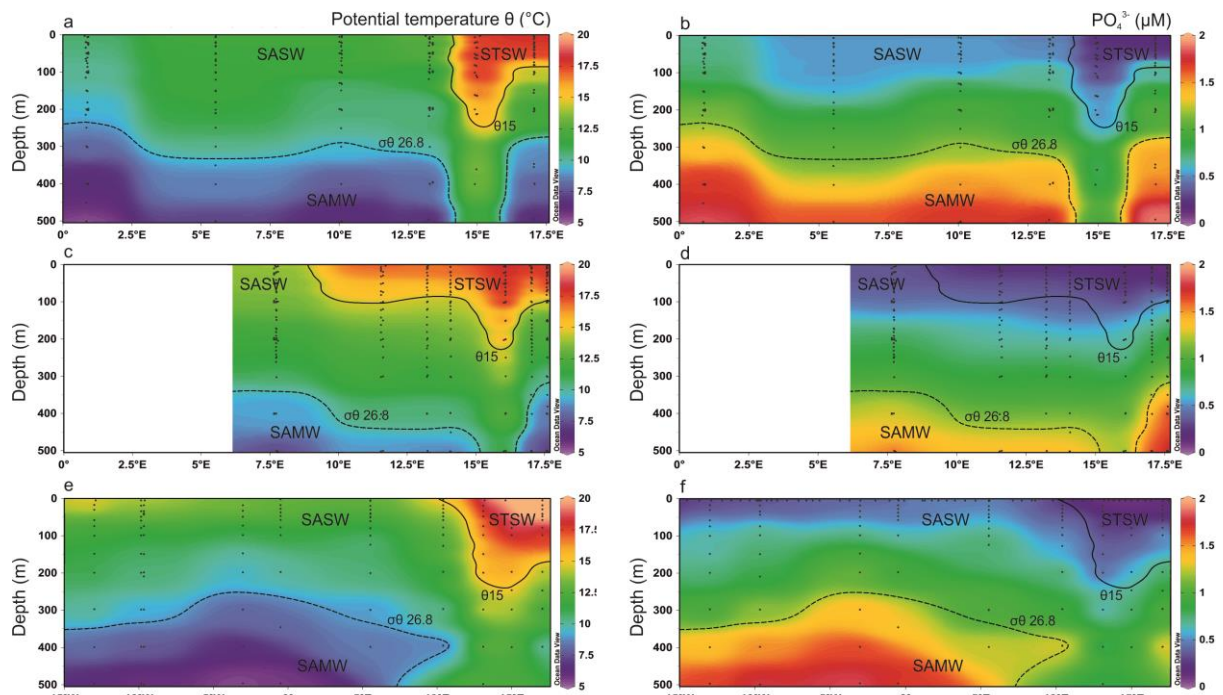 a Potential temperature θ (°C)
SASW STSW
θ15
σθ 26.8
SAMW
Depth (m)
0 100 200 300 400 500
0° 2.5°E 5°E 7.5°E 10°E 12.5°E 15°E 17.5°E
20 17.5 15 12.5 10 7.5 5
Ocean Data View
b PO₄³⁻ (µM)
SASW STSW
θ15
σθ 26.8
SAMW
Depth (m)
0 100 200 300 400 500
0° 2.5°E 5°E 7.5°E 10°E 12.5°E 15°E 17.5°E
2 1.5 1 0.5 0
Ocean Data View
c
SASW STSW
θ15
σθ 26.8
SAMW
Depth (m)
0 100 200 300 400 500
0° 2.5°E 5°E 7.5°E 10°E 12.5°E 15°E 17.5°E
20 17.5 15 12.5 10 7.5 5
Ocean Data View
d
SASW STSW
θ15
σθ 26.8
SAMW
Depth (m)
0 100 200 300 400 500
0° 2.5°E 5°E 7.5°E 10°E 12.5°E 15°E 17.5°E
2 1.5 1 0.5 0
Ocean Data View
e
SASW STSW
θ15
σθ 26.8
SAMW
Depth (m)
0 100 200 300 400 500
20 17.5 15 12.5 10 7.5 5
Ocean Data View
f
SASW STSW
θ15
σθ 26.8
SAMW
Depth (m)
0 100 200 300 400 500
2 1.5 1 0.5 0
Ocean Data View